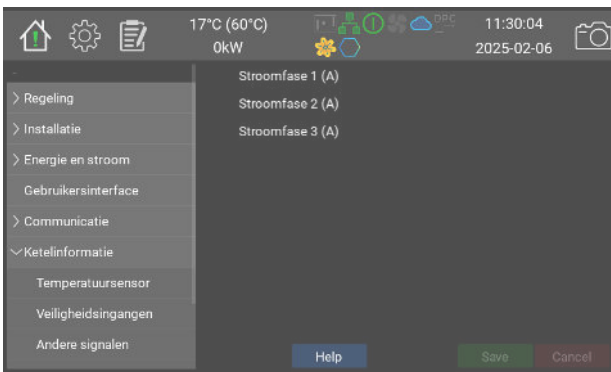 17°C (60°C)
0kW
DPC
11:30:04
2025-02-06
Stroomfase 1 (A)
Stroomfase 2 (A)
Stroomfase 3 (A)
Regeling
Installatie
Energie en stroom
Gebruikersinterface
Communicatie
Ketelinformatie
Temperatuursensor
Veiligheidsingangen
Andere signalen
Help
Save
Cancel